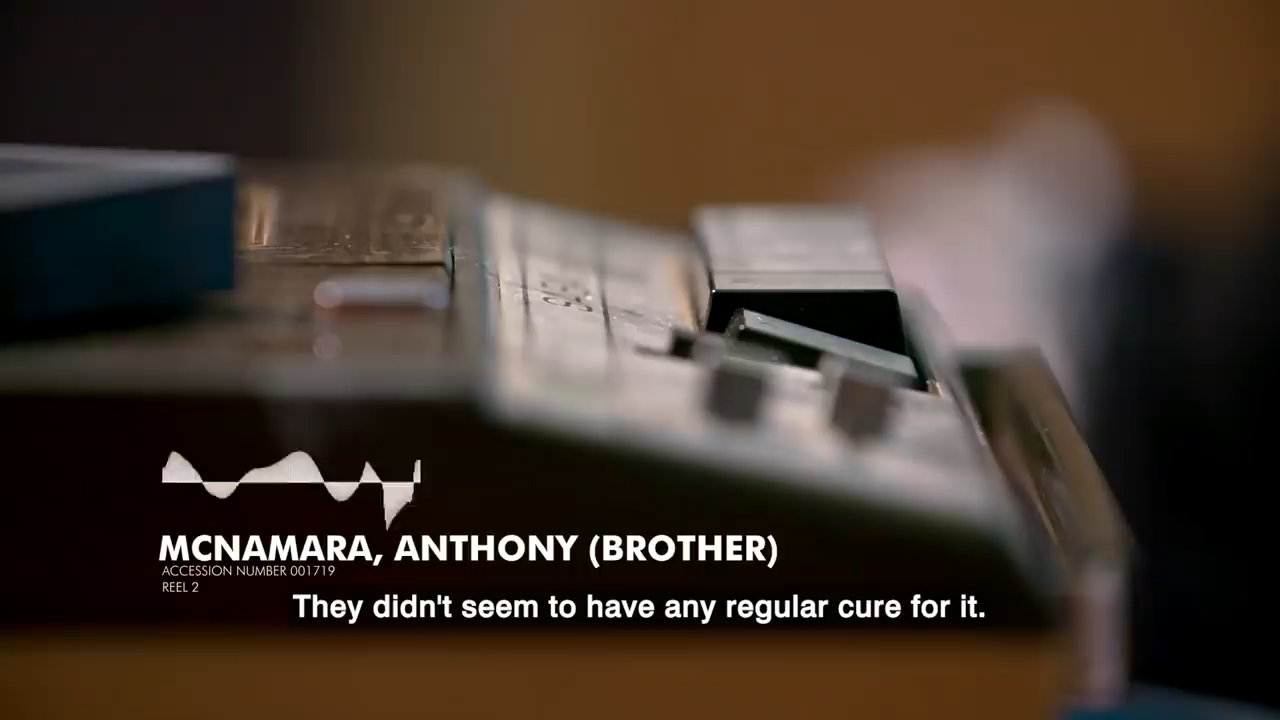 MCNAMARA, ANTHONY (BROTHER)
ACCESSION NUMBER 001719
REEL 2
They didn't seem to have any regular cure for it.